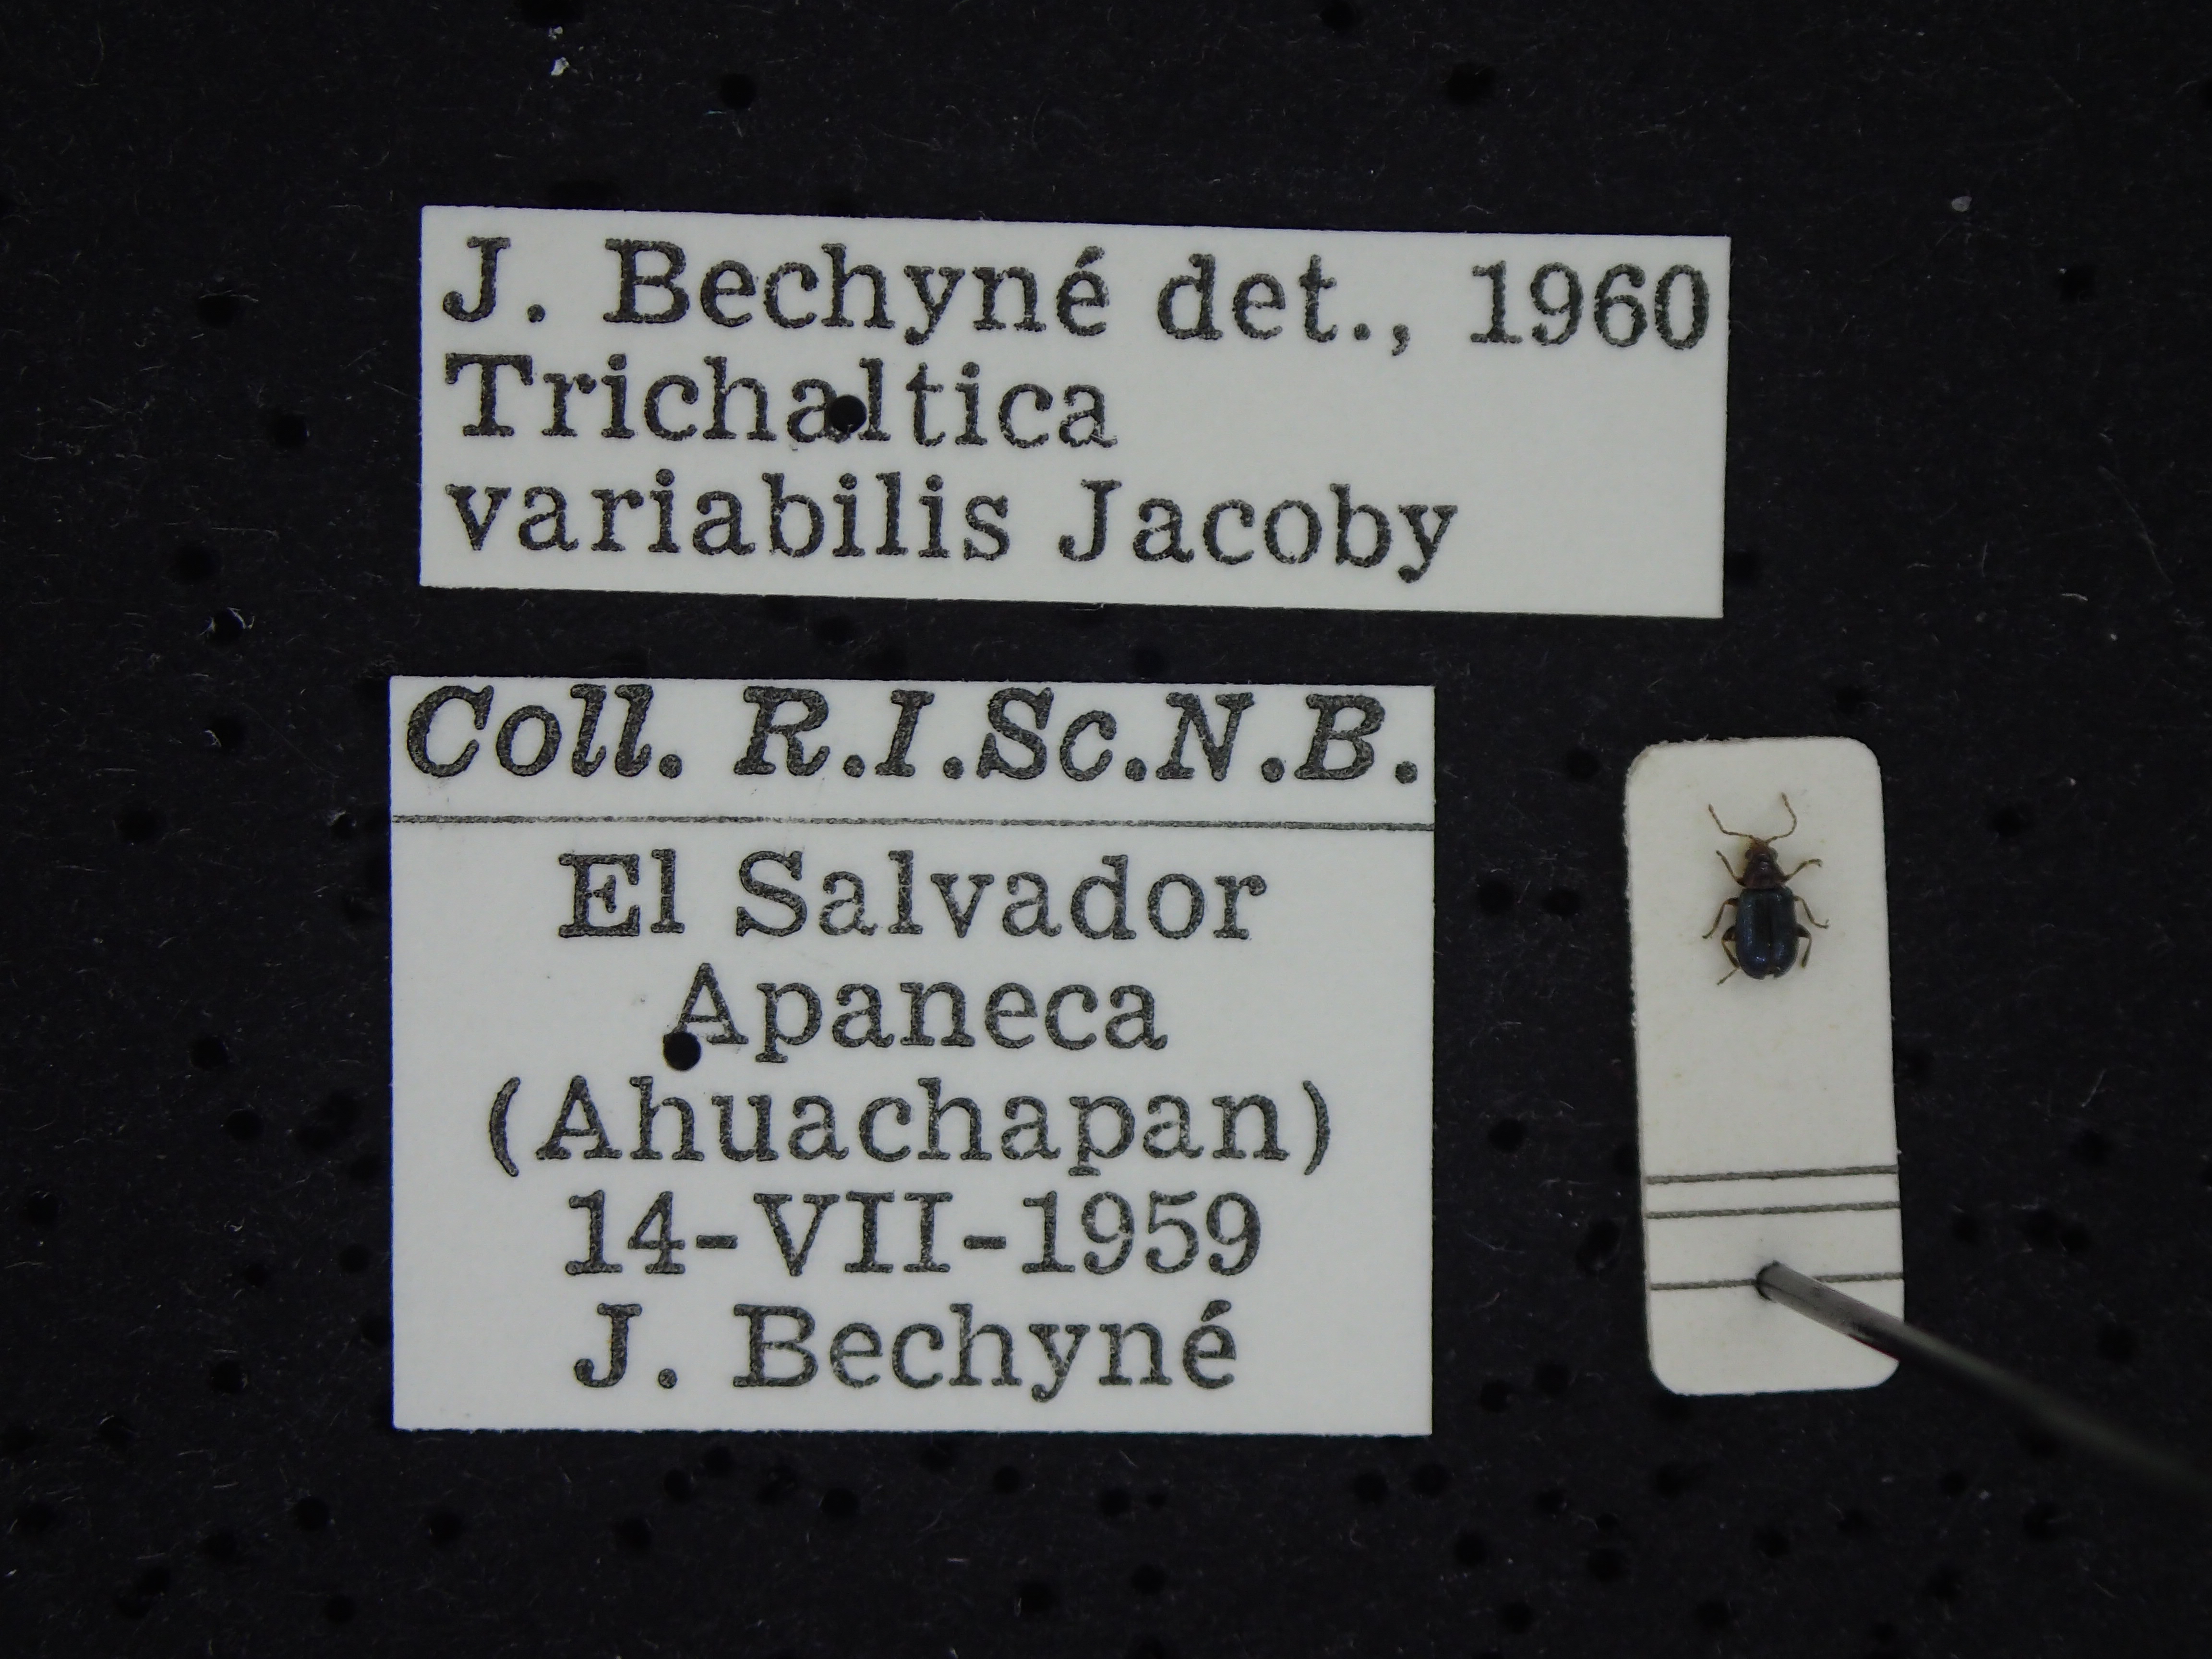 J. Bechyné det., 1960
Trichaltica
variabilis Jacoby
Coll. R.I.Sc.N.B.
El Salvador
Apaneca
(Ahuachapan)
14-VII-1959
J. Bechyné